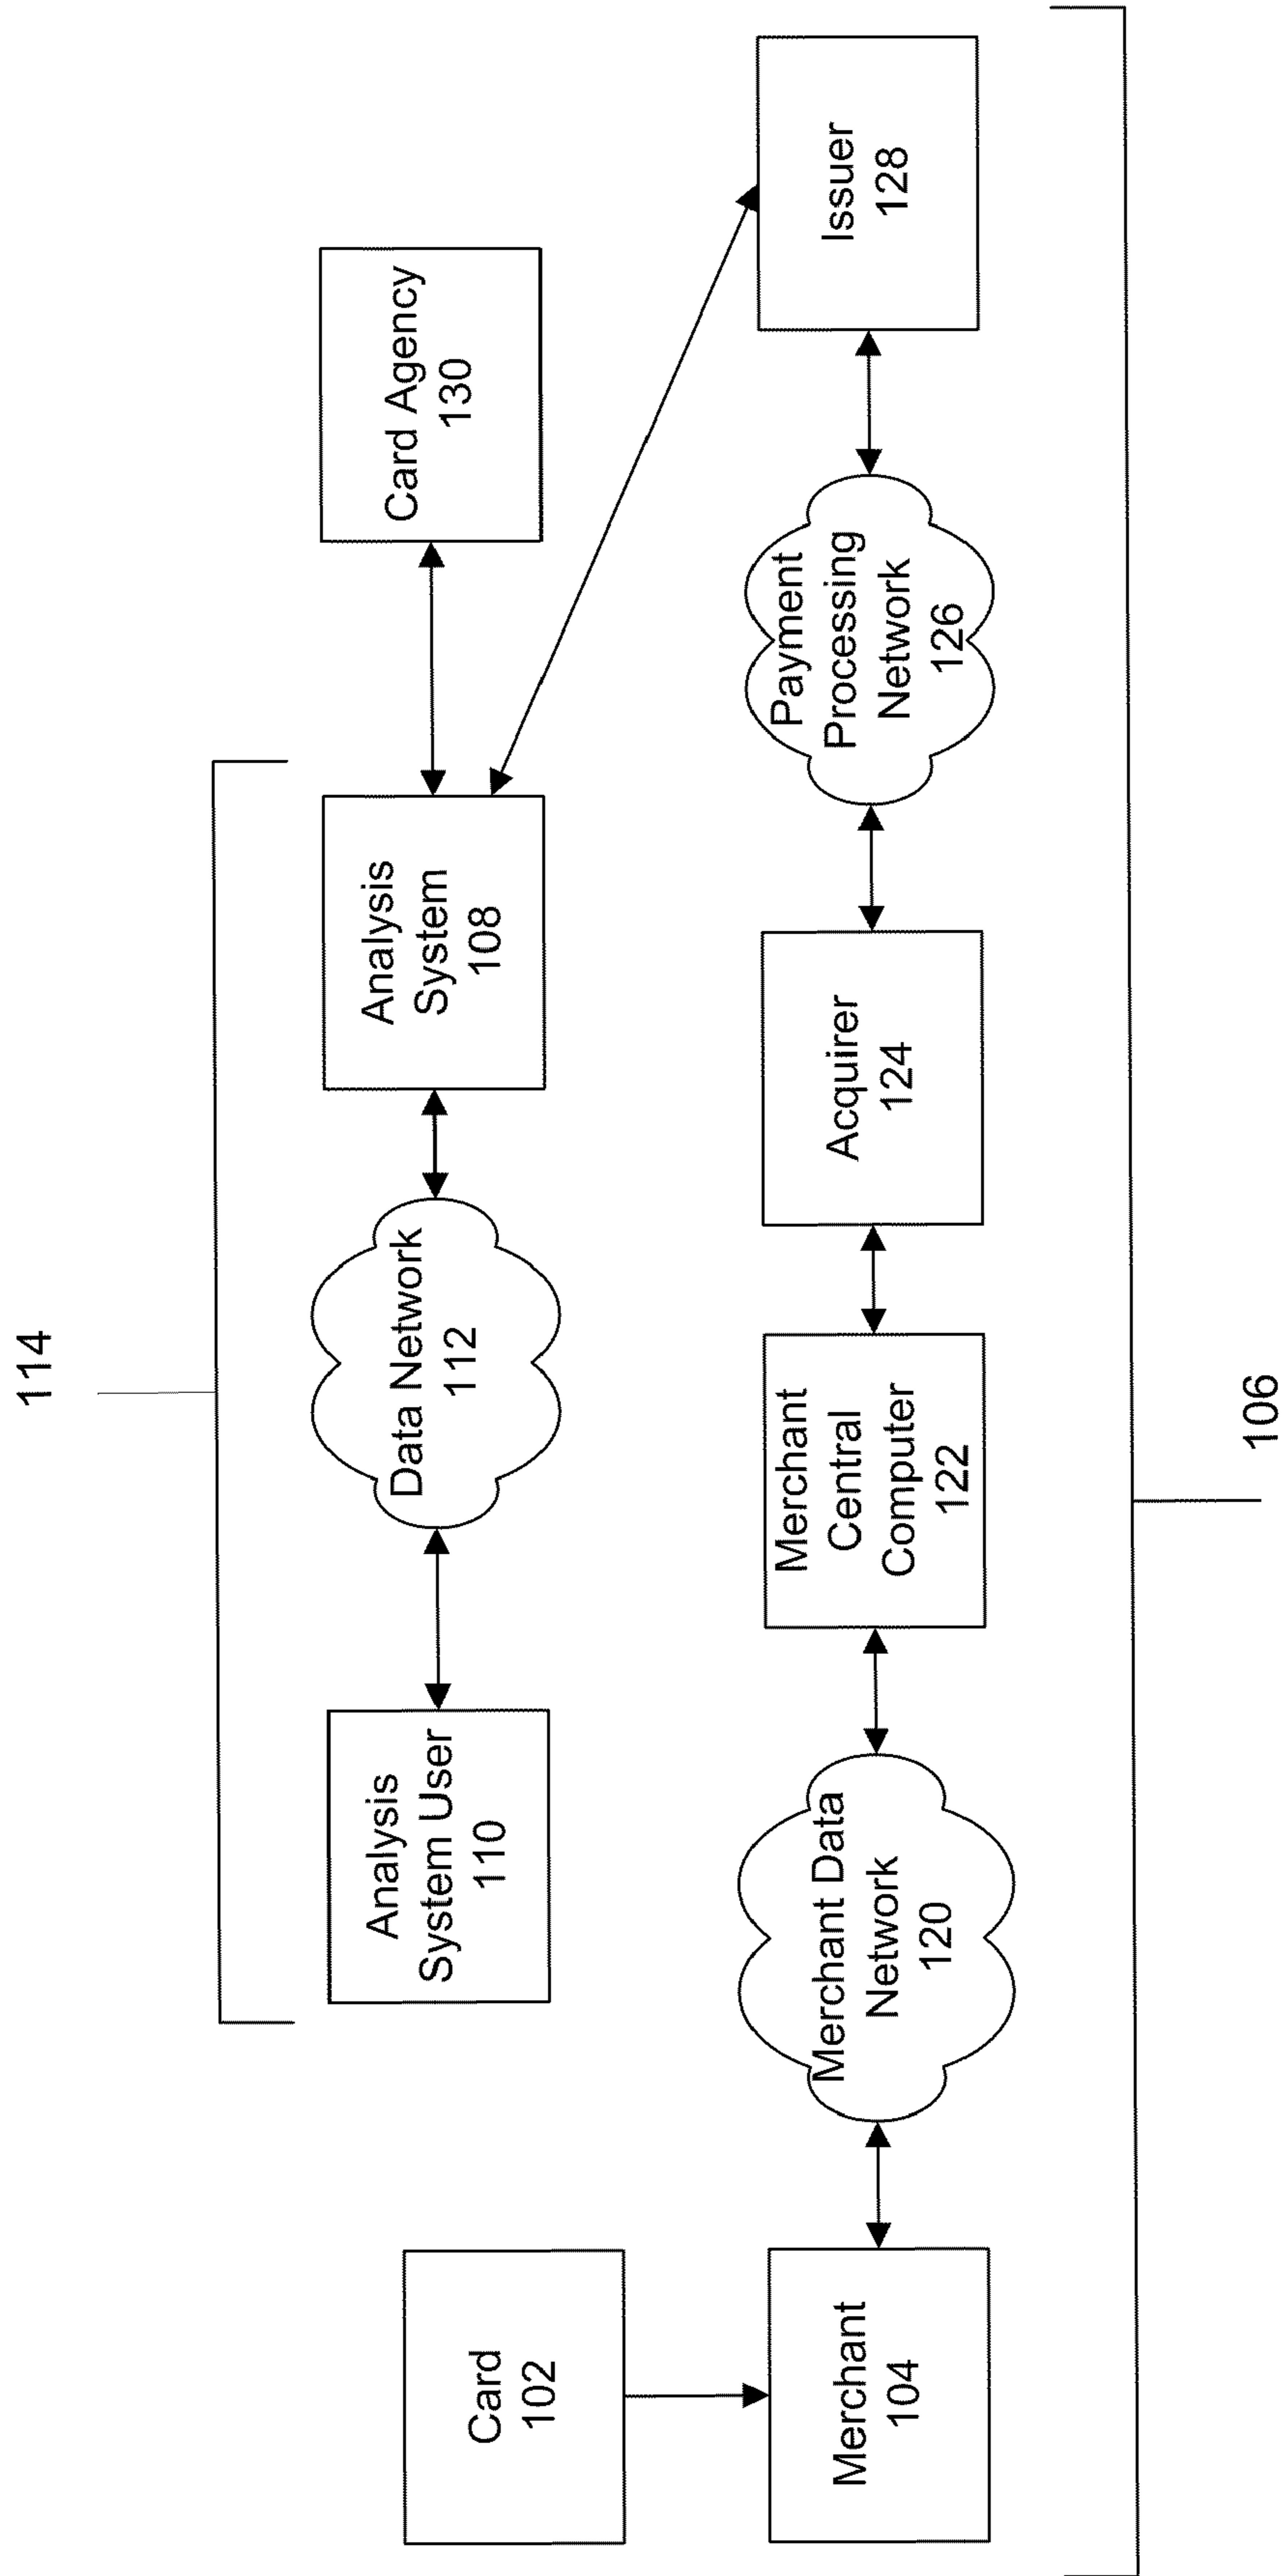 114
Analysis
System User
110
Data Network
112
Analysis
System
108
Card Agency
130
Card
102
Merchant
104
Merchant Data
Network
120
Merchant
Central
Computer
122
Acquirer
124
Payment
Processing
Network
126
Issuer
128
106